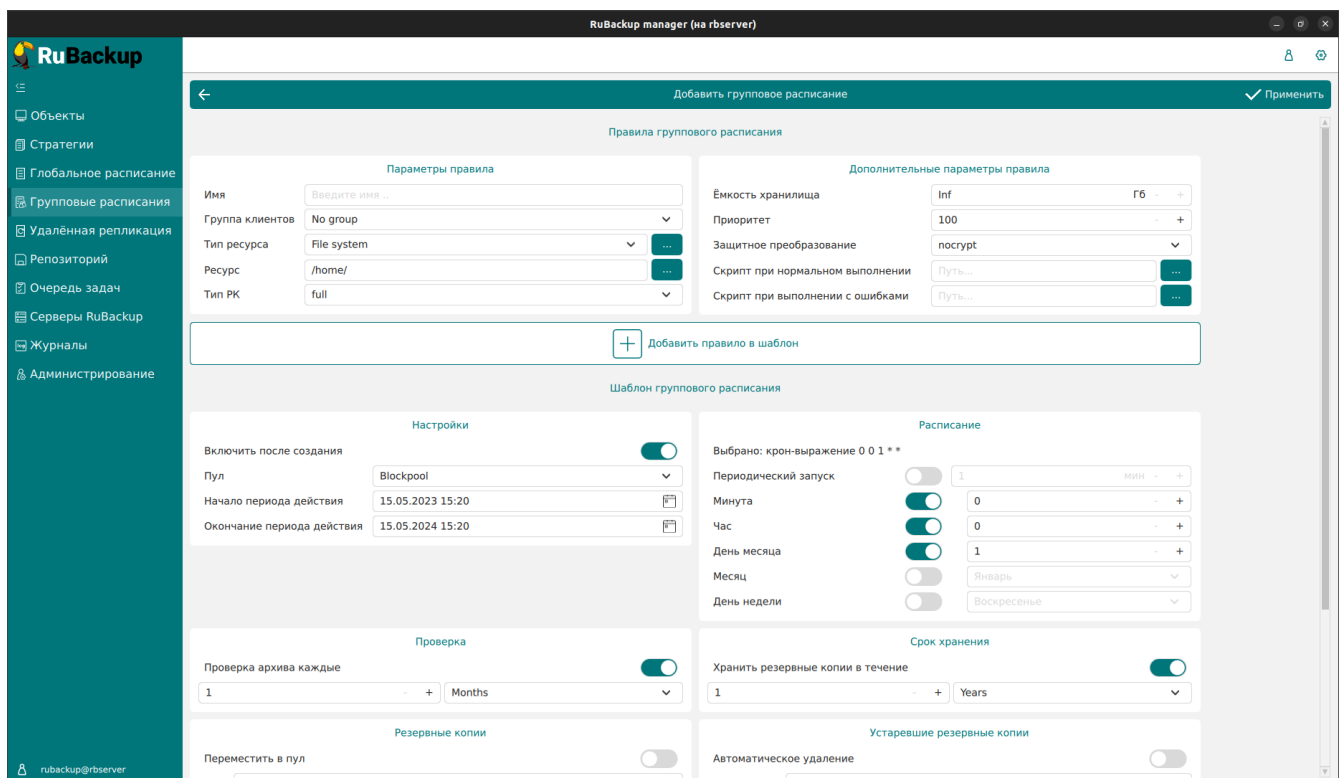 RuBackup manager (на rbserver)
RuBackup
Объекты
Стратегии
Глобальное расписание
Групповые расписания
Удалённая репликация
Репозиторий
Очередь задач
Серверы RuBackup
Журналы
Администрирование
rubackup@rbserver
Добавить групповое расписание
Применить
Правила группового расписания
Параметры правила
Имя Введите имя ..
Группа клиентов No group
Тип ресурса File system ...
Ресурс /home/ ...
Тип РК full
Дополнительные параметры правила
Ёмкость хранилища Inf Гб - +
Приоритет 100 - +
Защитное преобразование nocrypt
Скрипт при нормальном выполнении Путь... ...
Скрипт при выполнении с ошибками Путь... ...
+ Добавить правило в шаблон
Шаблон группового расписания
Настройки
Включить после создания
Пул Blockpool
Начало периода действия 15.05.2023 15:20
Окончание периода действия 15.05.2024 15:20
Расписание
Выбрано: крон-выражение 0 0 1 * *
Периодический запуск 1 мин - +
Минута 0 - +
Час 0 - +
День месяца 1 - +
Месяц Январь
День недели Воскресенье
Проверка
Проверка архива каждые
1 - + Months
Срок хранения
Хранить резервные копии в течение
1 - + Years
Резервные копии
Переместить в пул
Устаревшие резервные копии
Автоматическое удаление